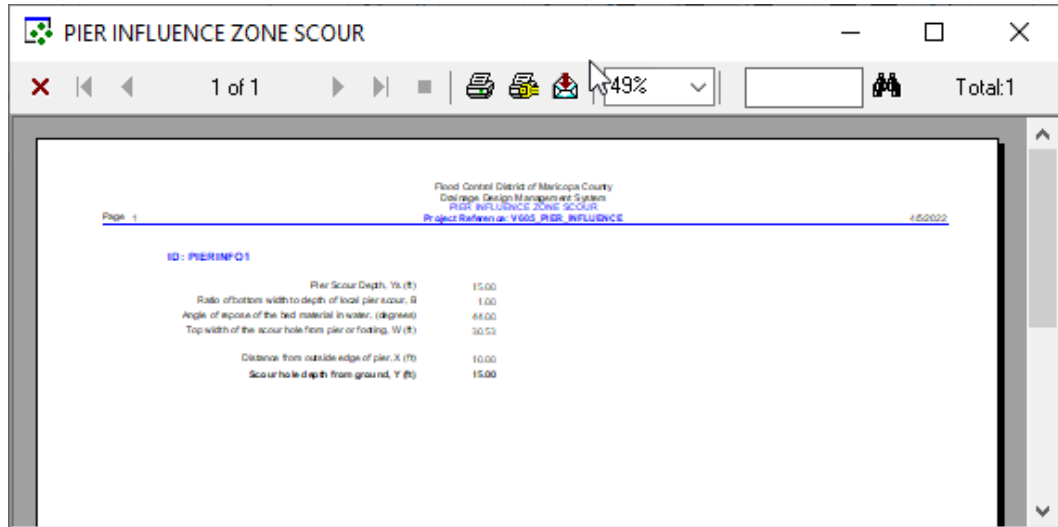 PIER INFLUENCE ZONE SCOUR
1 of 1 49% Total:1
Flood Control District of Maricopa County
Drainage Design Management System
PIER INFLUENCE ZONE SCOUR
Page 1 Project Reference: V605_PIER_INFLUENCE 4/5/2022
ID: PIERINFO1
Pier Scour Depth, Ys (ft) 15.00
Ratio of bottom width to depth of local pier scour, B 1.00
Angle of repose of the bed material in water, (degrees) 44.00
Top width of the scour hole from pier or footing, W (ft) 30.53
Distance from outside edge of pier, X (ft) 10.00
Scour hole depth from ground, Y (ft) 15.00